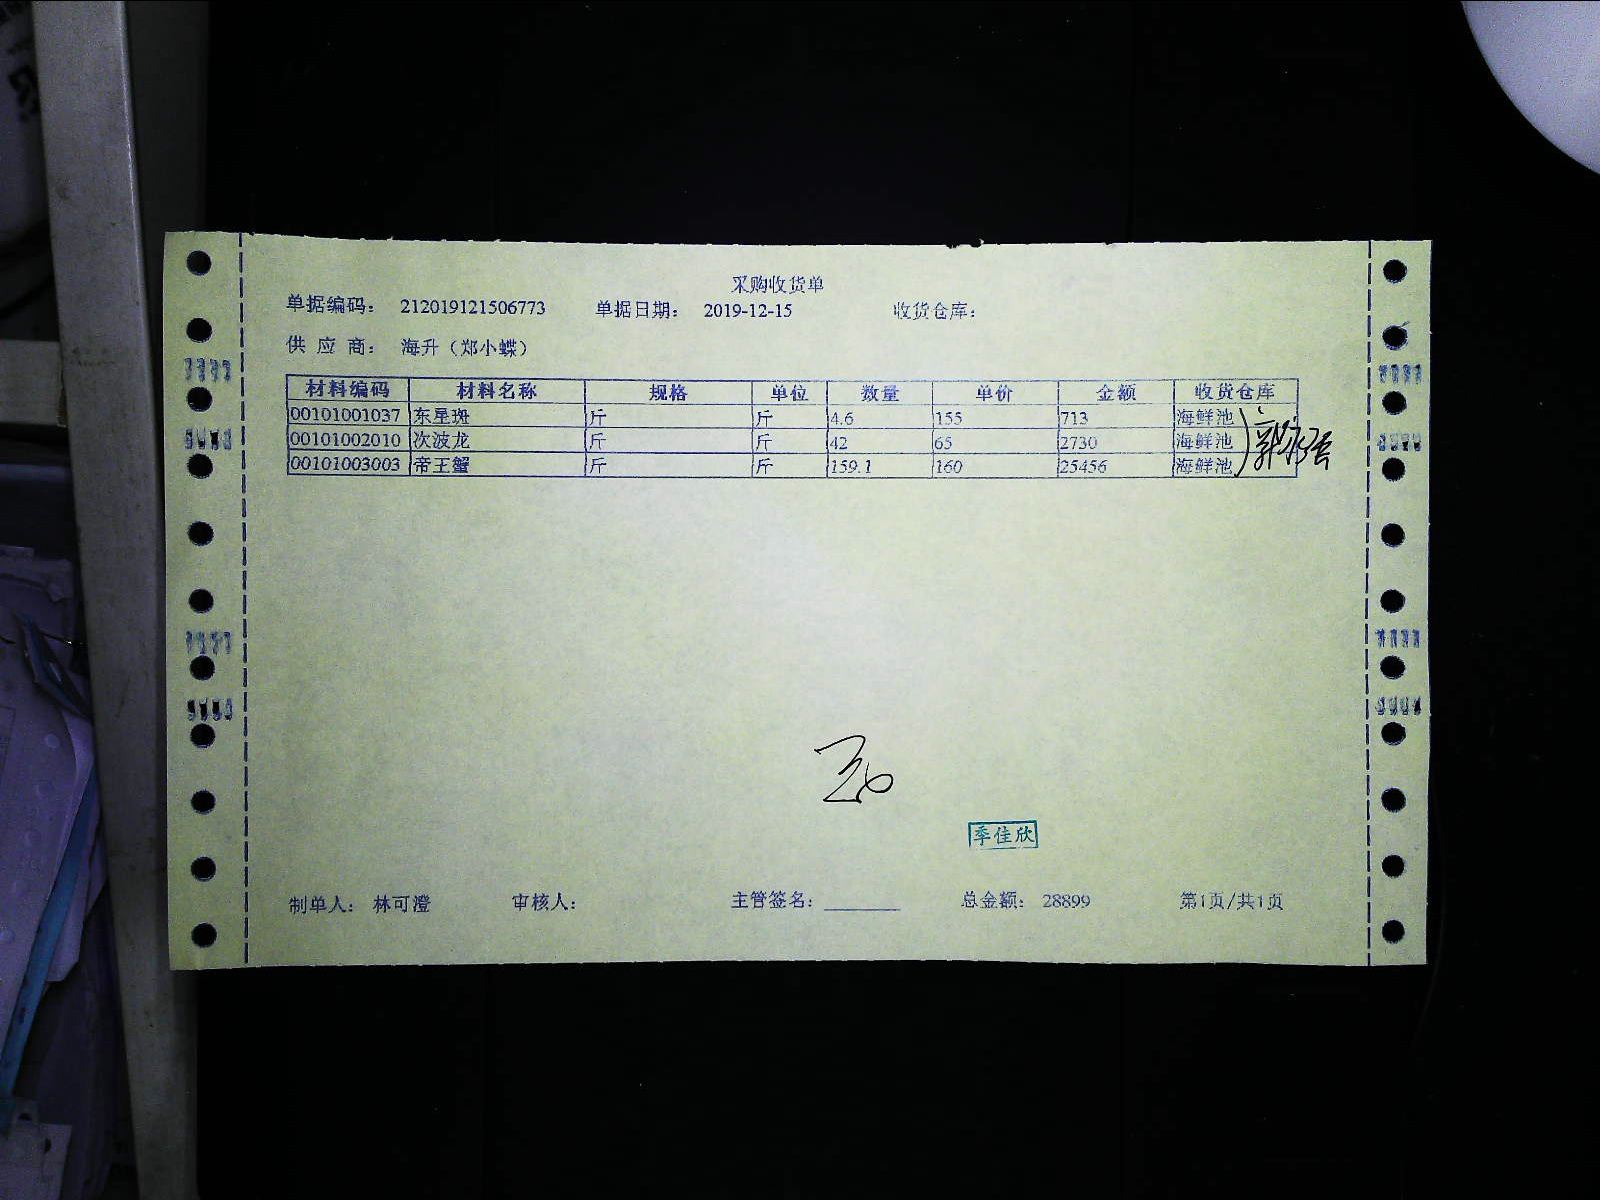 采购收货单
单据编码： 212019121506773 单据日期： 2019-12-15 收货仓库：
供 应 商： 海升（郑小蝶）
材料编码 材料名称 规格 单位 数量 单价 金额 收货仓库
00101001037 东星斑 斤 斤 4.6 155 713 海鲜池
00101002010 次波龙 斤 斤 42 65 2730 海鲜池
00101003003 帝王蟹 斤 斤 159.1 160 25456 海鲜池
季佳欣
制单人： 林可澄 审核人： 主管签名：________ 总金额： 28899 第1页/共1页